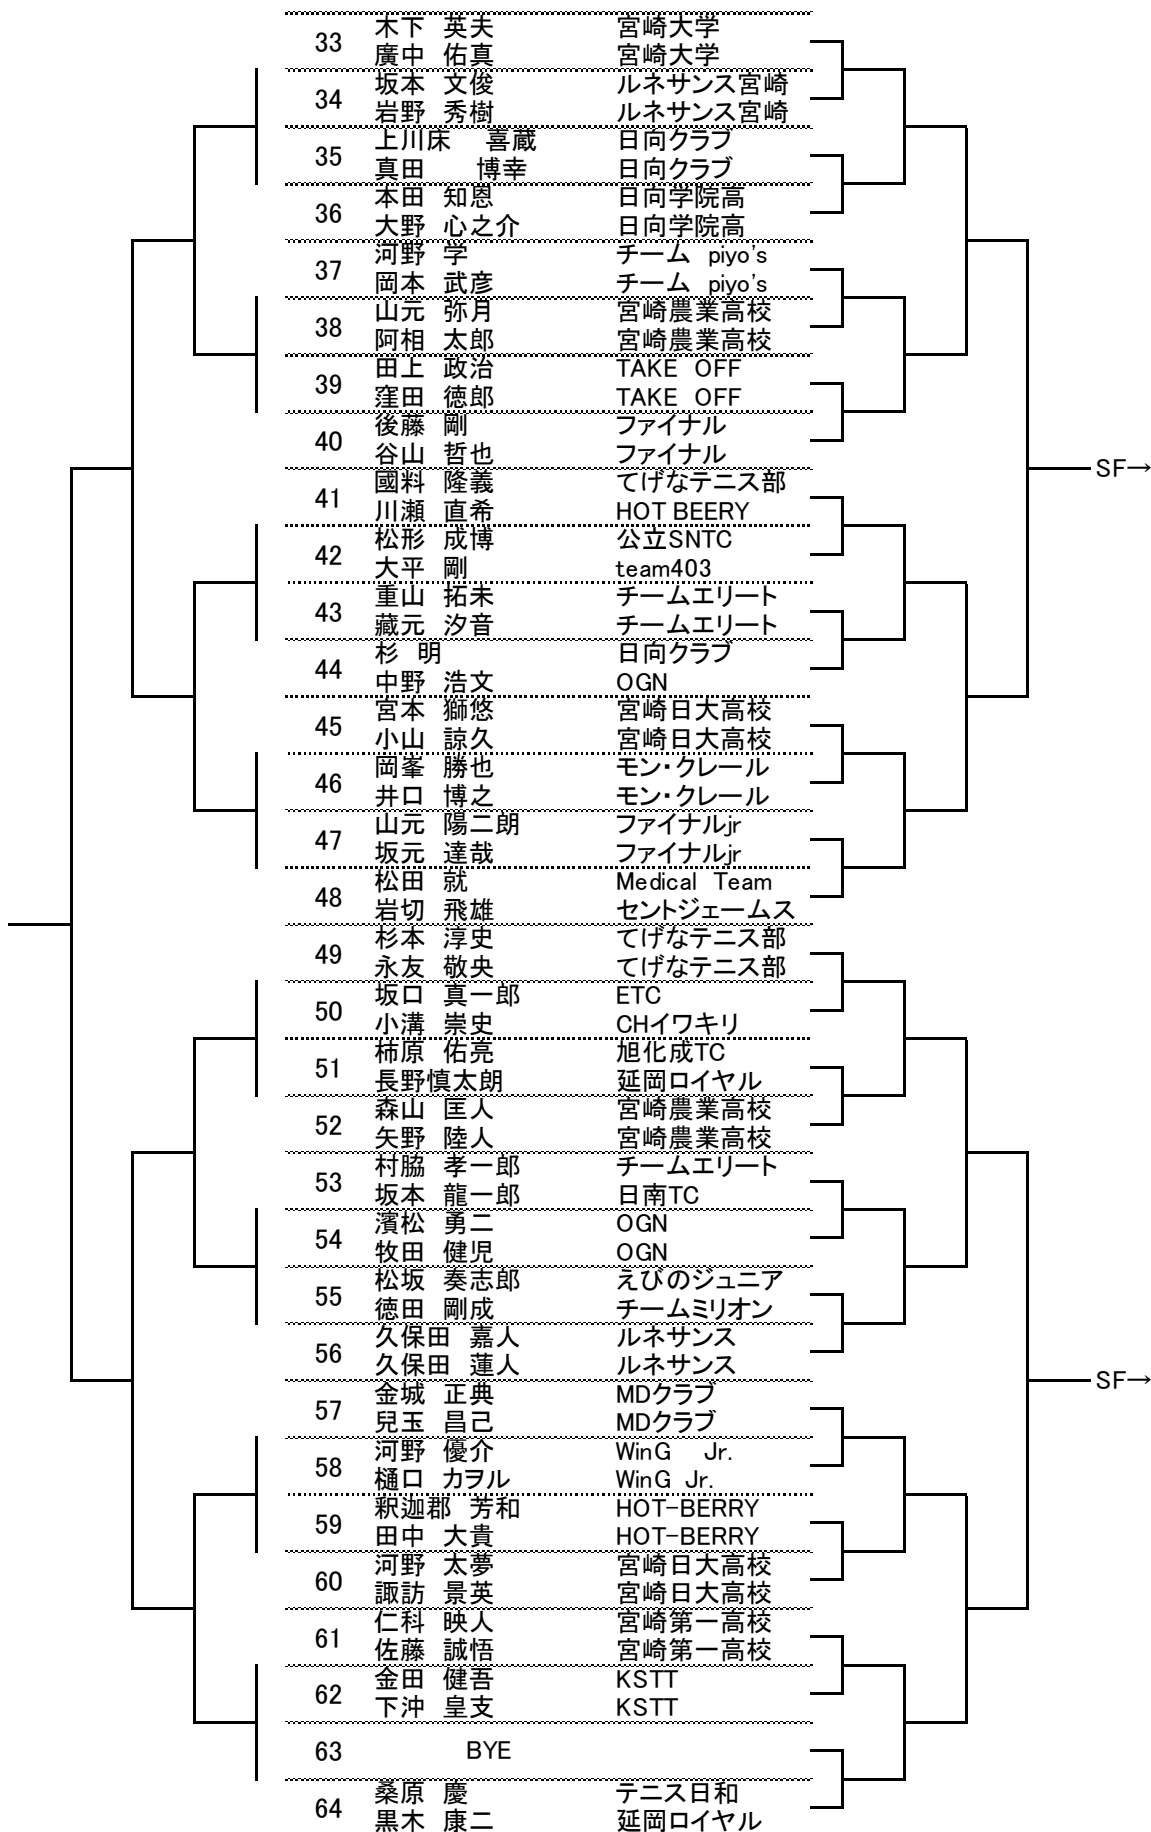 33 木下 英夫 宮崎大学
廣中 佑真 宮崎大学
34 坂本 文俊 ルネサンス宮崎
岩野 秀樹 ルネサンス宮崎
35 上川床 喜蔵 日向クラブ
真田 博幸 日向クラブ
36 本田 知恩 日向学院高
大野 心之介 日向学院高
37 河野 学 チーム piyo's
岡本 武彦 チーム piyo's
38 山元 弥月 宮崎農業高校
阿相 太郎 宮崎農業高校
39 田上 政治 TAKE OFF
窪田 徳郎 TAKE OFF
40 後藤 剛 ファイナル
谷山 哲也 ファイナル
SF→
41 國料 隆義 てげなテニス部
川瀬 直希 HOT BEERY
42 松形 成博 公立SNTC
大平 剛 team403
43 重山 拓未 チームエリート
藏元 汐音 チームエリート
44 杉 明 日向クラブ
中野 浩文 OGN
45 宮本 獅悠 宮崎日大高校
小山 諒久 宮崎日大高校
46 岡峯 勝也 モン・クレール
井口 博之 モン・クレール
47 山元 陽二朗 ファイナルjr
坂元 達哉 ファイナルjr
48 松田 就 Medical Team
岩切 飛雄 セントジェームス
49 杉本 淳史 てげなテニス部
永友 敬央 てげなテニス部
50 坂口 真一郎 ETC
小溝 崇史 CHイワキリ
51 柿原 佑亮 旭化成TC
長野慎太朗 延岡ロイヤル
52 森山 匡人 宮崎農業高校
矢野 陸人 宮崎農業高校
53 村脇 孝一郎 チームエリート
坂本 龍一郎 日南TC
54 濱松 勇二 OGN
牧田 健児 OGN
55 松坂 奏志郎 えびのジュニア
徳田 剛成 チームミリオン
56 久保田 嘉人 ルネサンス
久保田 蓮人 ルネサンス
SF→
57 金城 正典 MDクラブ
兒玉 昌己 MDクラブ
58 河野 優介 WinG Jr.
樋口 カヲル WinG Jr.
59 釈迦郡 芳和 HOT-BERRY
田中 大貴 HOT-BERRY
60 河野 太夢 宮崎日大高校
諏訪 景英 宮崎日大高校
61 仁科 映人 宮崎第一高校
佐藤 誠悟 宮崎第一高校
62 金田 健吾 KSTT
下沖 皇支 KSTT
63 BYE
64 桑原 慶 テニス日和
黒木 康二 延岡ロイヤル